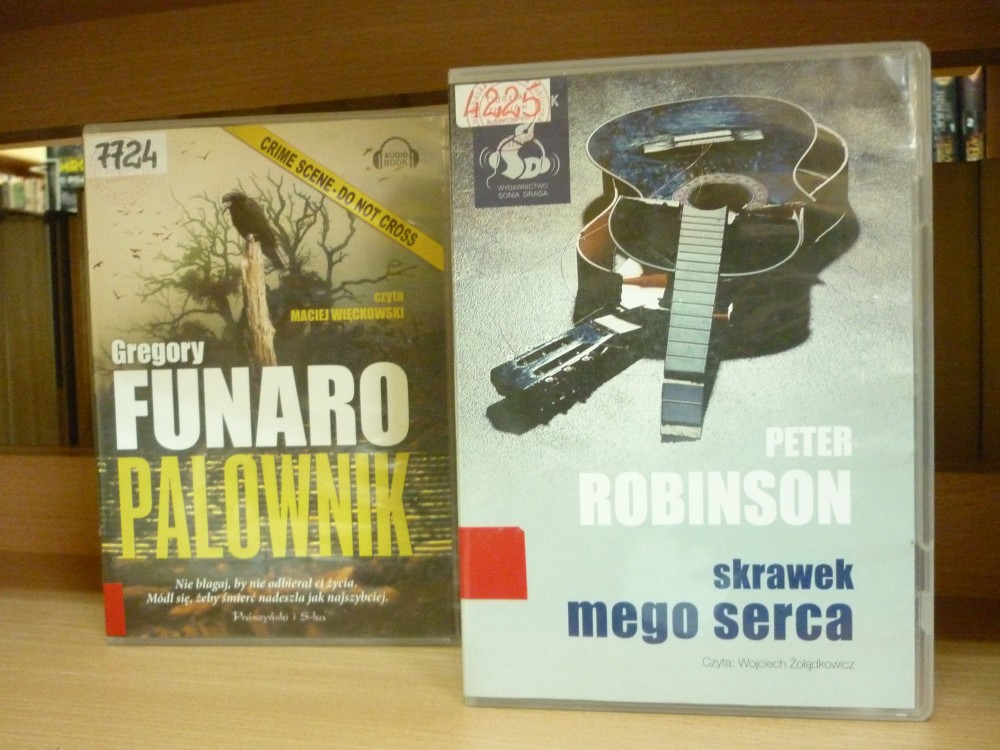 7724
CRIME SCENE - DO NOT CROSS
AUDIO
BOOK
czyta
MACIEJ WIĘCKOWSKI
Gregory
FUNARO
PALOWNIK
Nie błagaj, by nie odbierał ci życia.
Módl się, żeby śmierć nadeszła jak najszybciej.
Prószyński i S-ka
4225
K
SD
WYDAWNICTWO
SONIA DRAGA
PETER
ROBINSON
skrawek
mego serca
Czyta: Wojciech Żołądkowicz